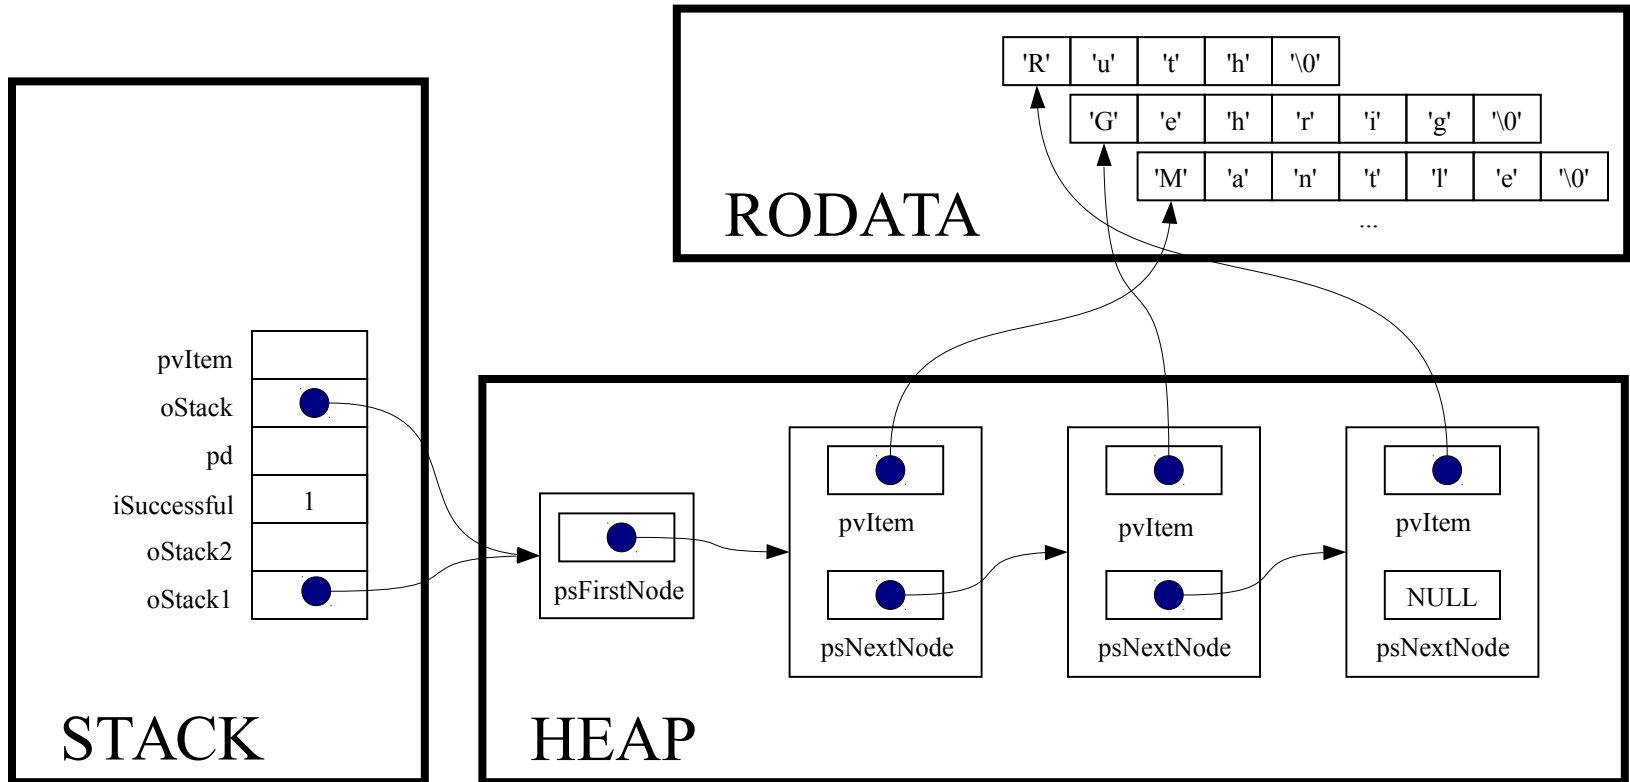 'R' 'u' 't' 'h' '\0'
'G' 'e' 'h' 'r' 'i' 'g' '\0'
'M' 'a' 'n' 't' 'l' 'e' '\0'
...
RODATA
pvItem
oStack
pd
iSuccessful 1
oStack2
oStack1
STACK
psFirstNode
pvItem
psNextNode
pvItem
psNextNode
pvItem
NULL
psNextNode
HEAP